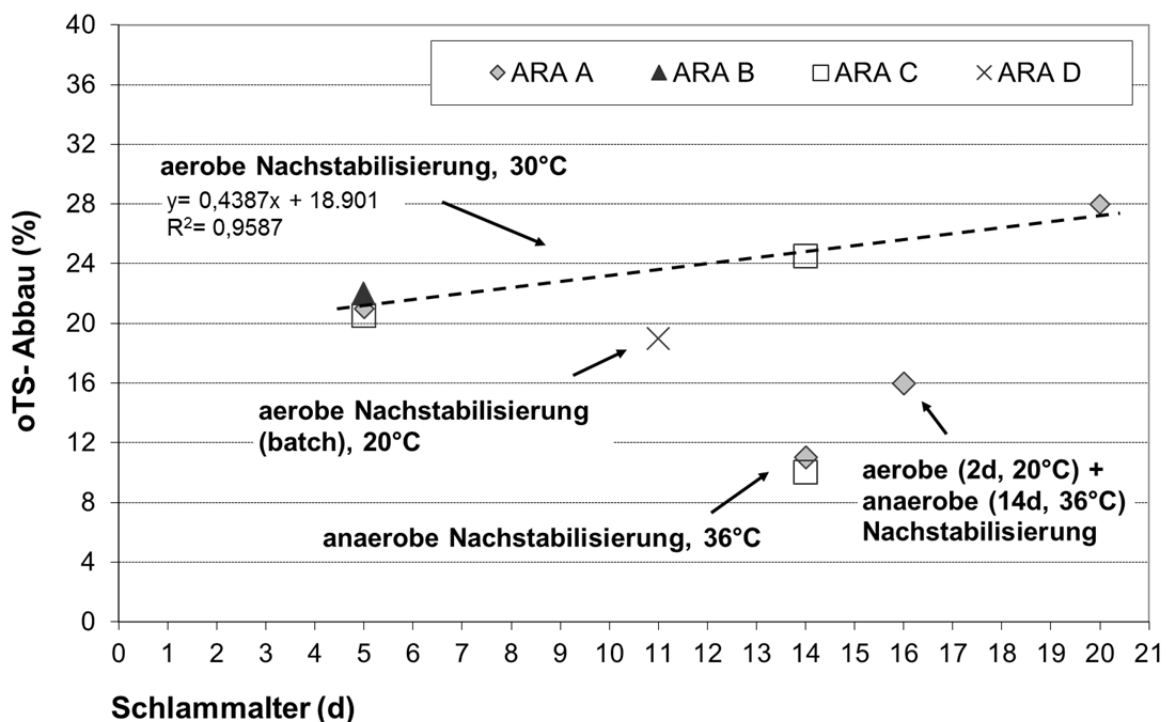 40
36
32
28
24
20
16
12
8
4
0
oTS- Abbau (%)
ARA A ARA B ARA C ARA D
aerobe Nachstabilisierung, 30°C
y= 0,4387x + 18.901
R²= 0,9587
aerobe Nachstabilisierung
(batch), 20°C
anaerobe Nachstabilisierung, 36°C
aerobe (2d, 20°C) +
anaerobe (14d, 36°C)
Nachstabilisierung
0 1 2 3 4 5 6 7 8 9 10 11 12 13 14 15 16 17 18 19 20 21
Schlammalter (d)